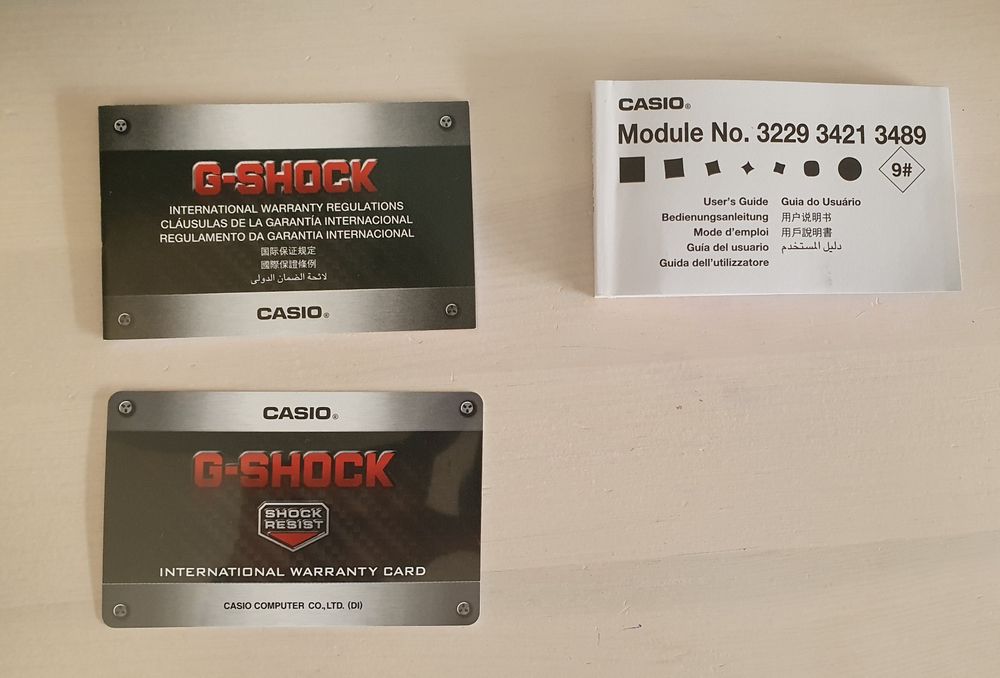 G-SHOCK
INTERNATIONAL WARRANTY REGULATIONS
CLÁUSULAS DE LA GARANTÍA INTERNACIONAL
REGULAMENTO DA GARANTIA INTERNACIONAL
国际保证规定
國際保證條例
لائحة الضمان الدولى
CASIO®
CASIO®
Module No. 3229 3421 3489
9#
User's Guide Guia do Usuário
Bedienungsanleitung 用户说明书
Mode d'emploi 用戶說明書
Guía del usuario دليل المستخدم
Guida dell'utilizzatore
CASIO®
G-SHOCK
SHOCK
RESIST
INTERNATIONAL WARRANTY CARD
CASIO COMPUTER CO., LTD. (DI)